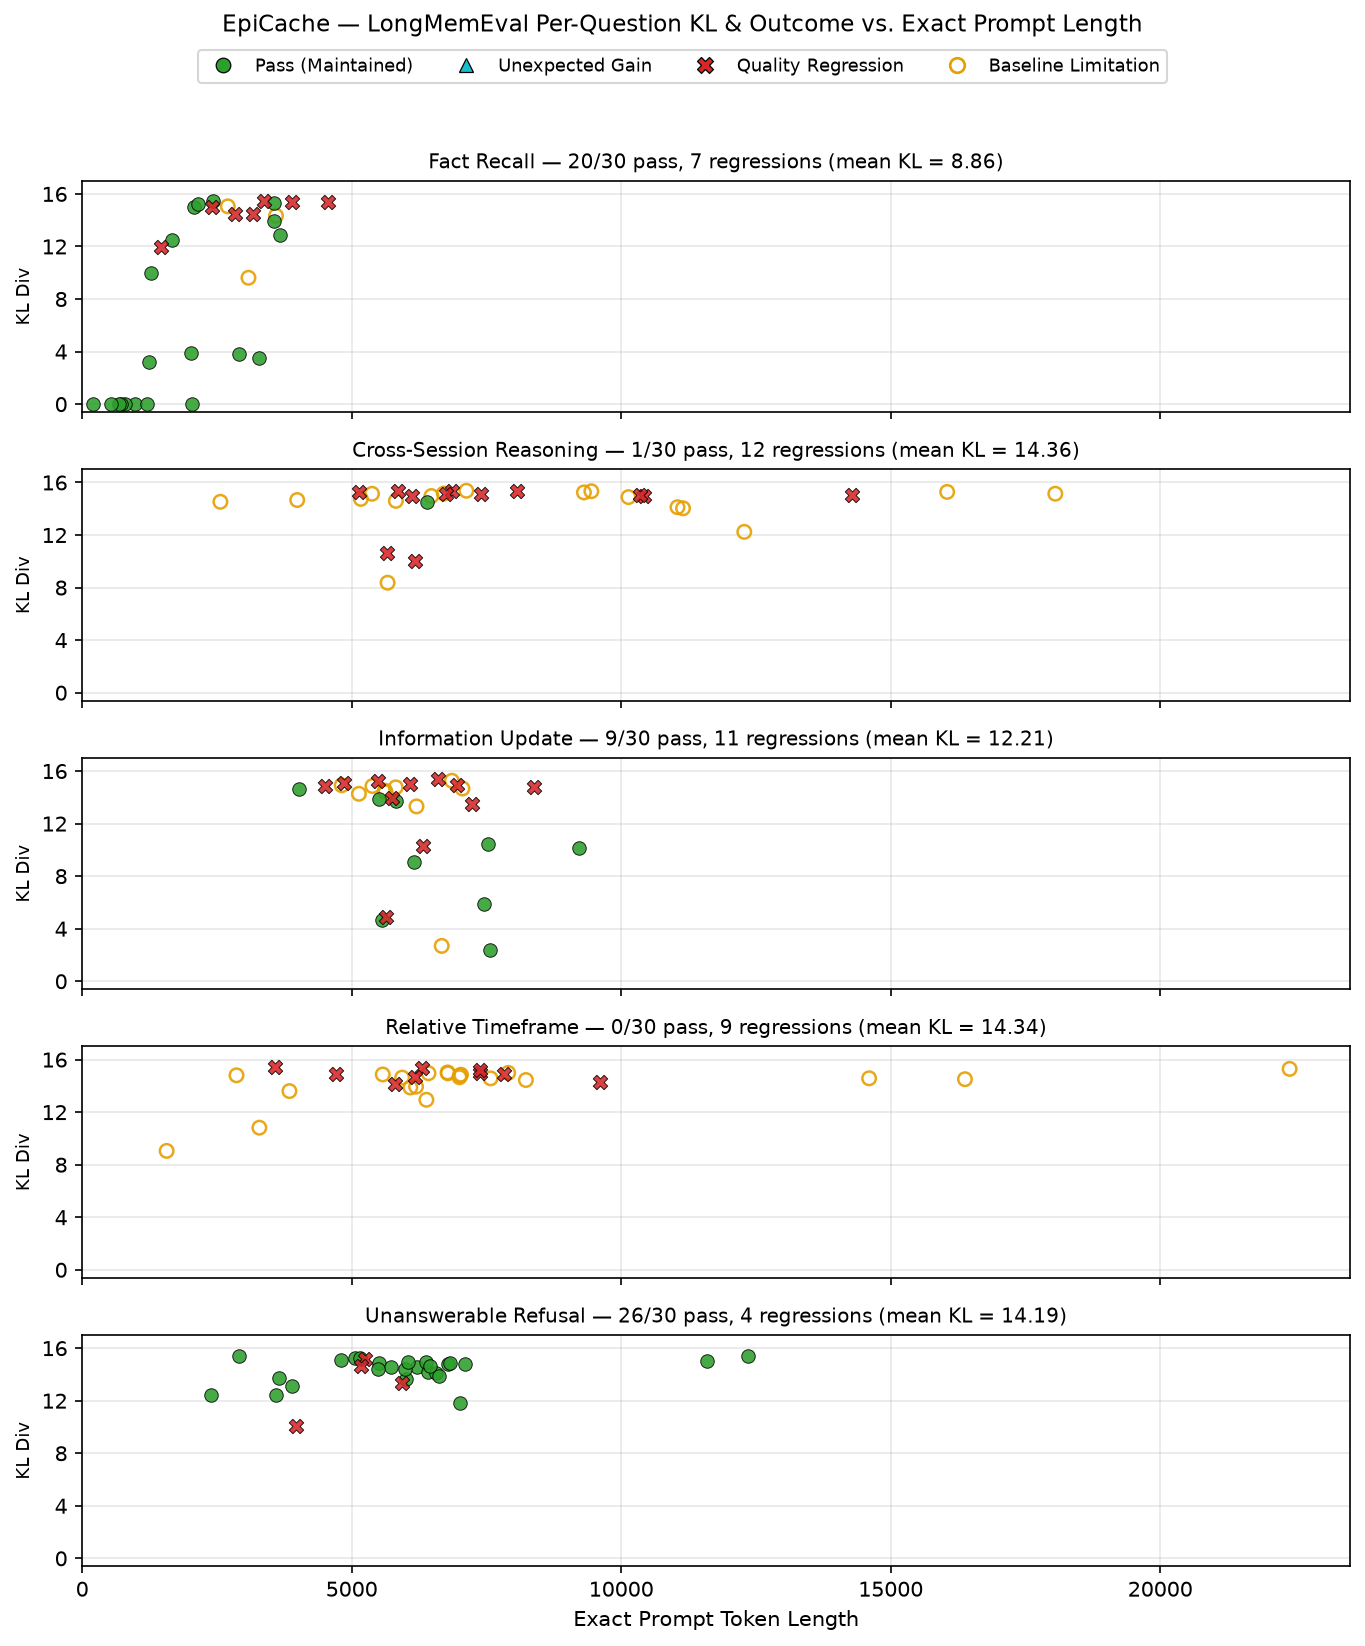 EpiCache — LongMemEval Per-Question KL & Outcome vs. Exact Prompt Length
Pass (Maintained) Unexpected Gain Quality Regression Baseline Limitation
Fact Recall — 20/30 pass, 7 regressions (mean KL = 8.86)
16
12
8
4
0
KL Div
Cross-Session Reasoning — 1/30 pass, 12 regressions (mean KL = 14.36)
16
12
8
4
0
KL Div
Information Update — 9/30 pass, 11 regressions (mean KL = 12.21)
16
12
8
4
0
KL Div
Relative Timeframe — 0/30 pass, 9 regressions (mean KL = 14.34)
16
12
8
4
0
KL Div
Unanswerable Refusal — 26/30 pass, 4 regressions (mean KL = 14.19)
16
12
8
4
0
KL Div
0 5000 10000 15000 20000
Exact Prompt Token Length